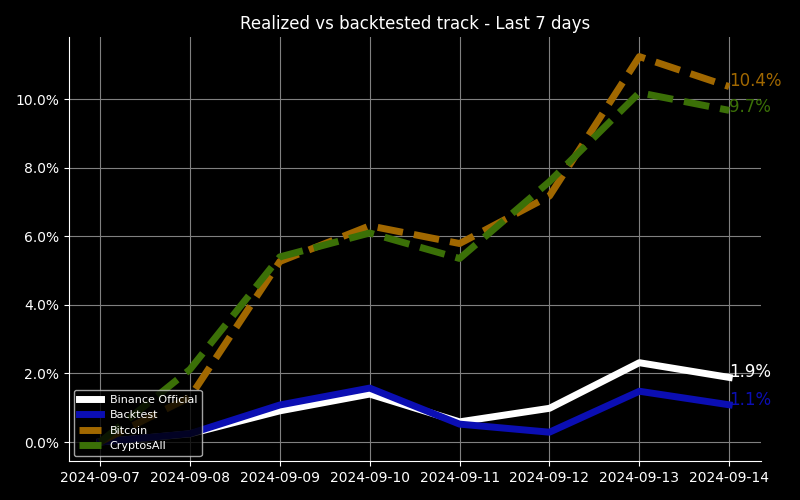 Realized vs backtested track - Last 7 days
10.0%
8.0%
6.0%
4.0%
2.0%
0.0%
10.4%
9.7%
1.9%
1.1%
Binance Official
Backtest
Bitcoin
CryptosAll
2024-09-07 2024-09-08 2024-09-09 2024-09-10 2024-09-11 2024-09-12 2024-09-13 2024-09-14